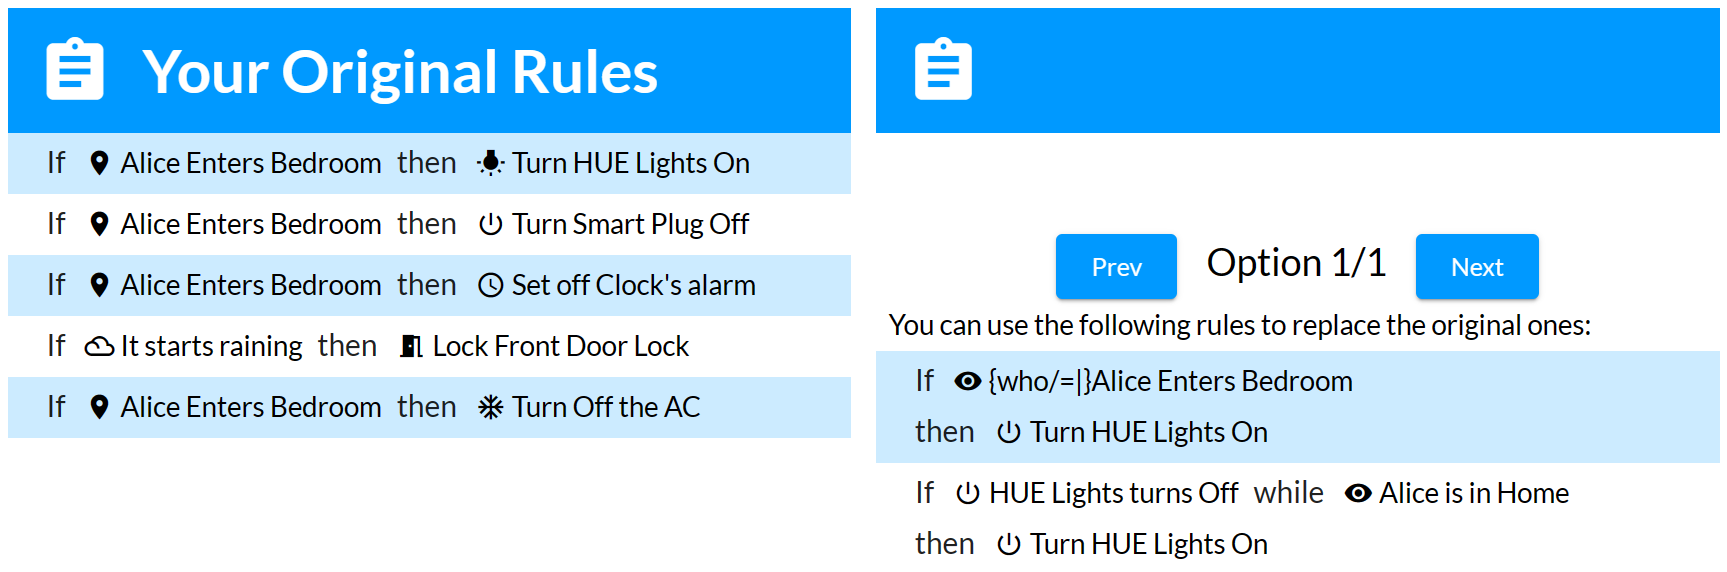 Your Original Rules
If Alice Enters Bedroom then Turn HUE Lights On
If Alice Enters Bedroom then Turn Smart Plug Off
If Alice Enters Bedroom then Set off Clock's alarm
If It starts raining then Lock Front Door Lock
If Alice Enters Bedroom then Turn Off the AC
Prev Option 1/1 Next
You can use the following rules to replace the original ones:
If {who/=|}Alice Enters Bedroom
then Turn HUE Lights On
If HUE Lights turns Off while Alice is in Home
then Turn HUE Lights On